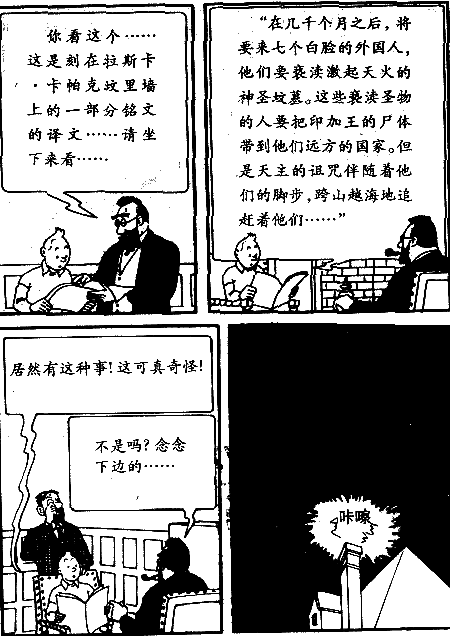 你看这个……
这是刻在拉斯卡
·卡帕克坟里墙
上的一部分铭文
的译文……请坐
下来看……
“在几千个月之后，将
要来七个白脸的外国人，
他们要亵渎激起天火的
神圣坟墓。这些亵渎圣物
的人要把印加王的尸体
带到他们远方的国家。但
是天主的诅咒伴随着他
们的脚步，跨山越海地追
赶着他们……”
居然有这种事！这可真奇怪！
不是吗？念念
下边的……
咔嚓